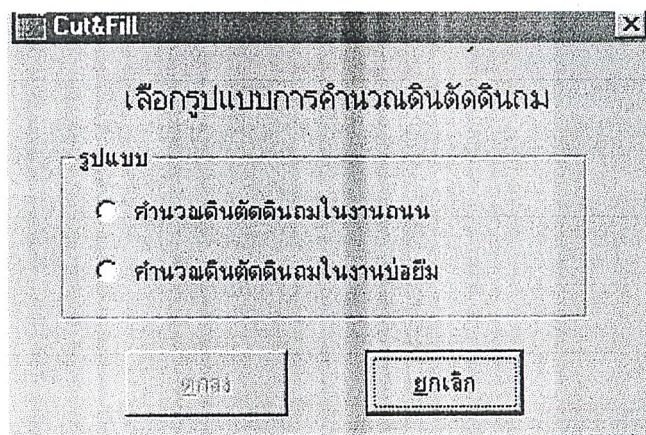 Cut&Fill
เลือกรูปแบบการคำนวณดินตัดดินถม
รูปแบบ
คำนวณดินตัดดินถมในงานถนน
คำนวณดินตัดดินถมในงานบ่อยืม
ตกลง
ยกเลิก